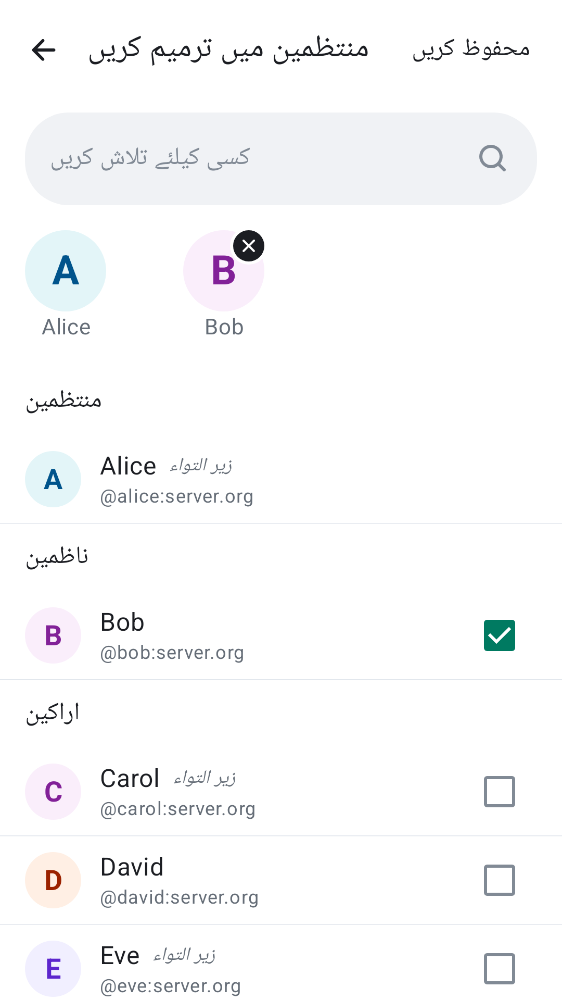 منتظمین میں ترمیم کریں
محفوظ کریں
کسی کیلئے تلاش کریں
A
B
Alice
Bob
منتظمین
A
Alice زیر التواء
@alice:server.org
ناظمین
B
Bob
@bob:server.org
اراکین
C
Carol زیر التواء
@carol:server.org
D
David
@david:server.org
E
Eve زیر التواء
@eve:server.org